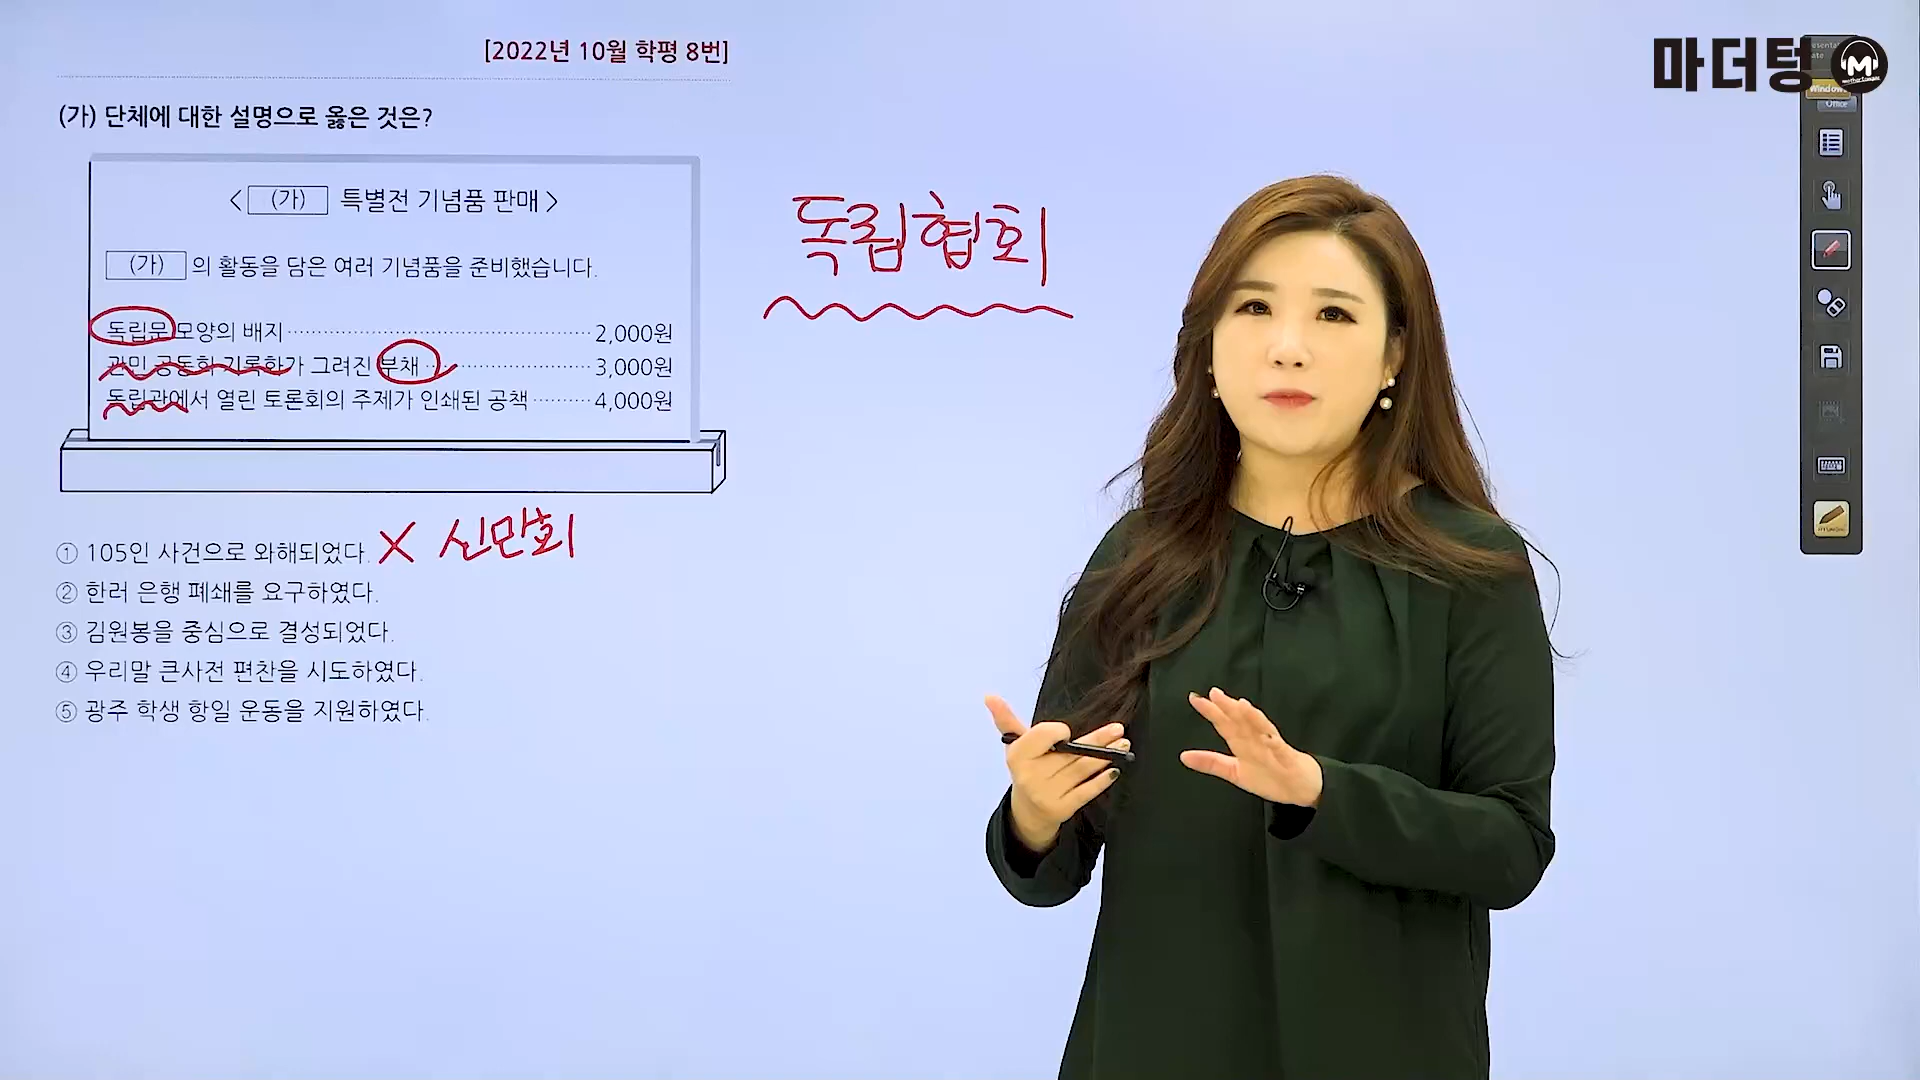 [2022년 10월 학평 8번]
마더텅
(가) 단체에 대한 설명으로 옳은 것은?
< (가) 특별전 기념품 판매 >
(가) 의 활동을 담은 여러 기념품을 준비했습니다.
독립문 모양의 배지 2,000원
관민 공동회 기록화가 그려진 부채 3,000원
독립관에서 열린 토론회의 주제가 인쇄된 공책 4,000원
독립협회
① 105인 사건으로 와해되었다. X 신민회
② 한러 은행 폐쇄를 요구하였다.
③ 김원봉을 중심으로 결성되었다.
④ 우리말 큰사전 편찬을 시도하였다.
⑤ 광주 학생 항일 운동을 지원하였다.
Windows
Office